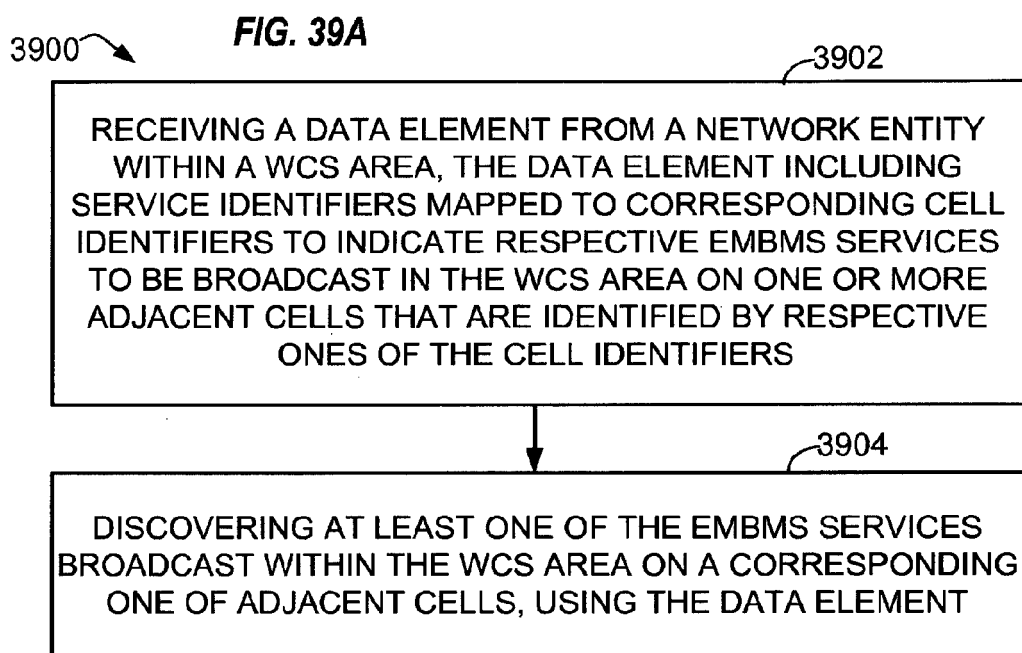 FIG. 39A
3900
3902
RECEIVING A DATA ELEMENT FROM A NETWORK ENTITY
WITHIN A WCS AREA, THE DATA ELEMENT INCLUDING
SERVICE IDENTIFIERS MAPPED TO CORRESPONDING CELL
IDENTIFIERS TO INDICATE RESPECTIVE EMBMS SERVICES
TO BE BROADCAST IN THE WCS AREA ON ONE OR MORE
ADJACENT CELLS THAT ARE IDENTIFIED BY RESPECTIVE
ONES OF THE CELL IDENTIFIERS
3904
DISCOVERING AT LEAST ONE OF THE EMBMS SERVICES
BROADCAST WITHIN THE WCS AREA ON A CORRESPONDING
ONE OF ADJACENT CELLS, USING THE DATA ELEMENT